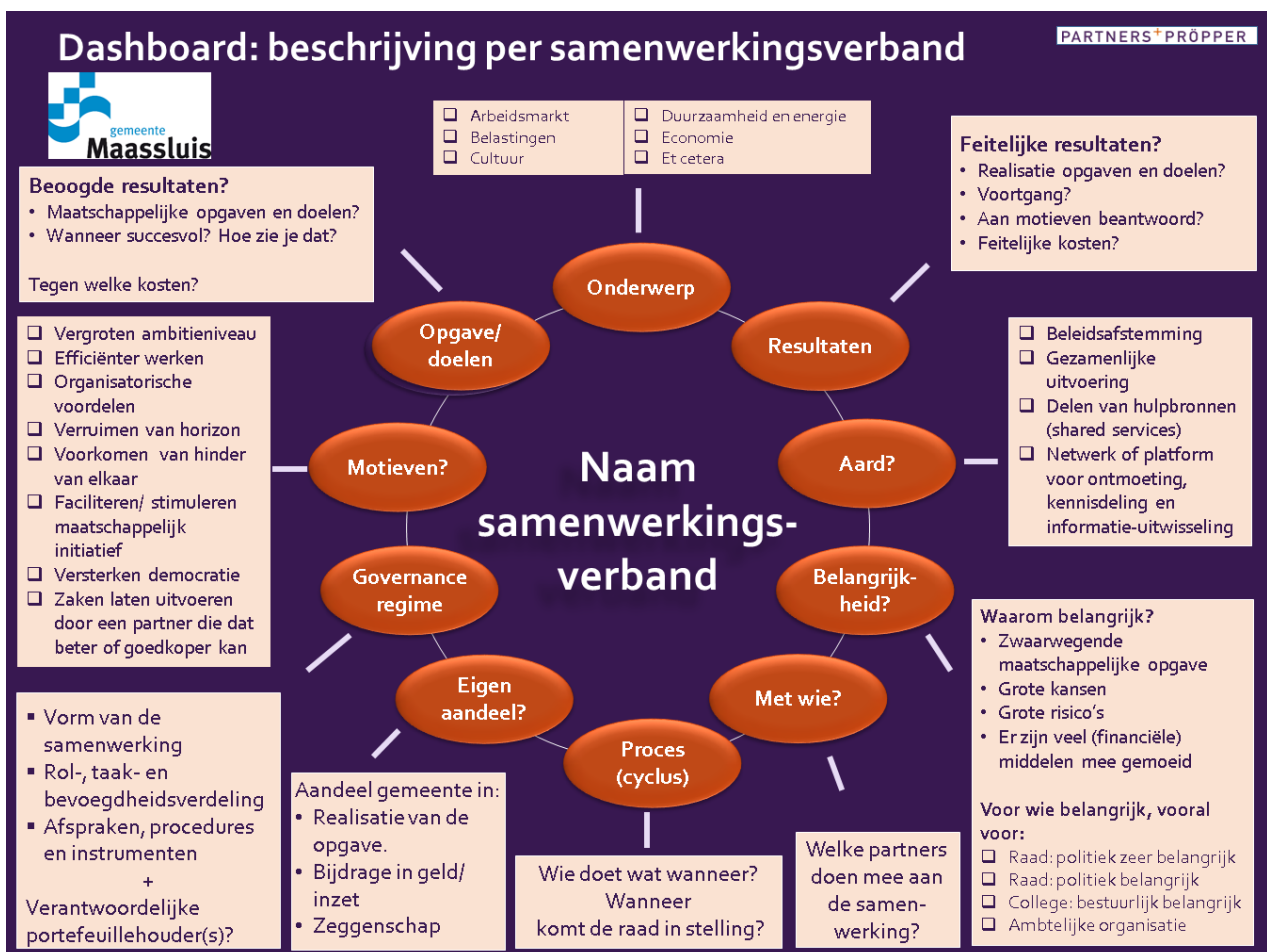 Dashboard: beschrijving per samenwerkingsverband
PARTNERS+PRÖPPER
gemeente
Maassluis
❑ Arbeidsmarkt
❑ Belastingen
❑ Cultuur
❑ Duurzaamheid en energie
❑ Economie
❑ Et cetera
Beoogde resultaten?
• Maatschappelijke opgaven en doelen?
• Wanneer succesvol? Hoe zie je dat?
Tegen welke kosten?
Feitelijke resultaten?
• Realisatie opgaven en doelen?
• Voortgang?
• Aan motieven beantwoord?
• Feitelijke kosten?
Onderwerp
Opgave/
doelen
Resultaten
❑ Vergroten ambitieniveau
❑ Efficiënter werken
❑ Organisatorische
voordelen
❑ Verruimen van horizon
❑ Voorkomen van hinder
van elkaar
❑ Faciliteren/ stimuleren
maatschappelijk
initiatief
❑ Versterken democratie
❑ Zaken laten uitvoeren
door een partner die dat
beter of goedkoper kan
Motieven?
Naam
samenwerkings-
verband
Aard?
❑ Beleidsafstemming
❑ Gezamenlijke
uitvoering
❑ Delen van hulpbronnen
(shared services)
❑ Netwerk of platform
voor ontmoeting,
kennisdeling en
informatie-uitwisseling
Governance
regime
Belangrijk-
heid?
Eigen
aandeel?
Met wie?
Proces
(cyclus)
Waarom belangrijk?
• Zwaarwegende
maatschappelijke opgave
• Grote kansen
• Grote risico's
• Er zijn veel (financiële)
middelen mee gemoeid
Voor wie belangrijk, vooral
voor:
❑ Raad: politiek zeer belangrijk
❑ Raad: politiek belangrijk
❑ College: bestuurlijk belangrijk
❑ Ambtelijke organisatie
▪ Vorm van de
samenwerking
▪ Rol-, taak- en
bevoegdheidsverdeling
▪ Afspraken, procedures
en instrumenten
+
Verantwoordelijke
portefeuillehouder(s)?
Aandeel gemeente in:
• Realisatie van de
opgave.
• Bijdrage in geld/
inzet
• Zeggenschap
Wie doet wat wanneer?
Wanneer
komt de raad in stelling?
Welke partners
doen mee aan
de samen-
werking?